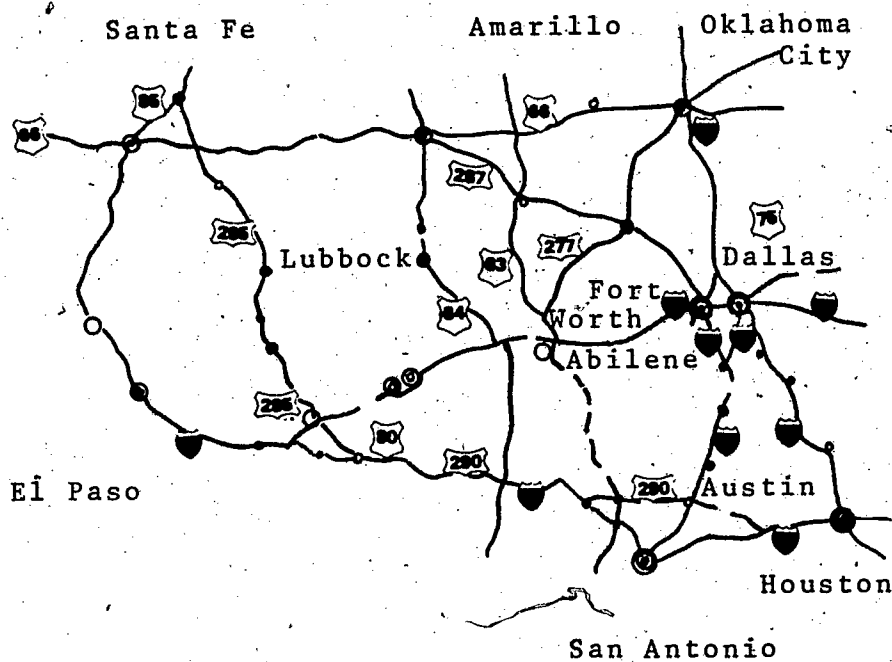 Santa Fe
Amarillo
Oklahoma
City
85
66
66
287
75
285
277
Lubbock
83
Dallas
Fort
Worth
84
Abilene
285
80
290
El Paso
290
Austin
Houston
San Antonio